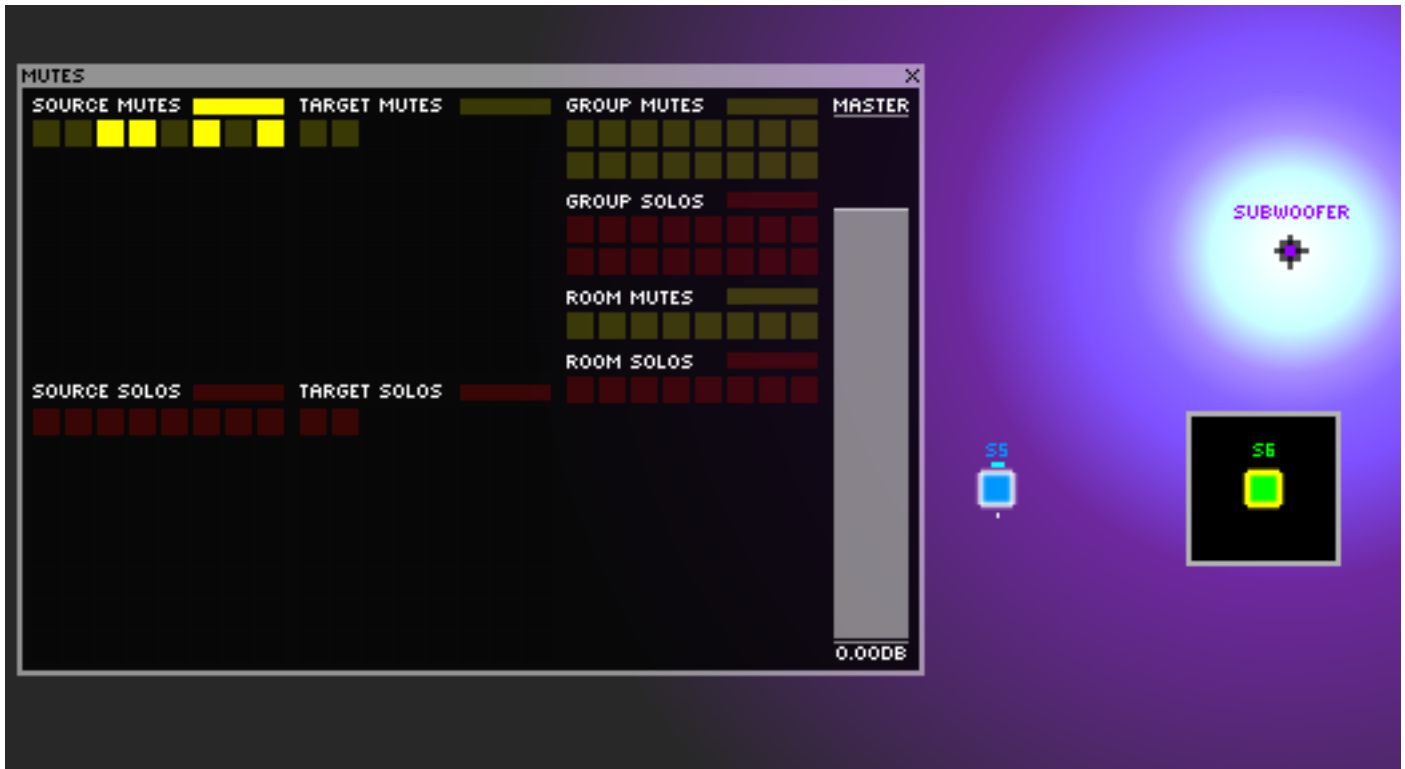 MUTES X
SOURCE MUTES
TARGET MUTES
GROUP MUTES
MASTER
GROUP SOLOS
SUBWOOFER
ROOM MUTES
ROOM SOLOS
SOURCE SOLOS
TARGET SOLOS
S5
S6
0.00DB